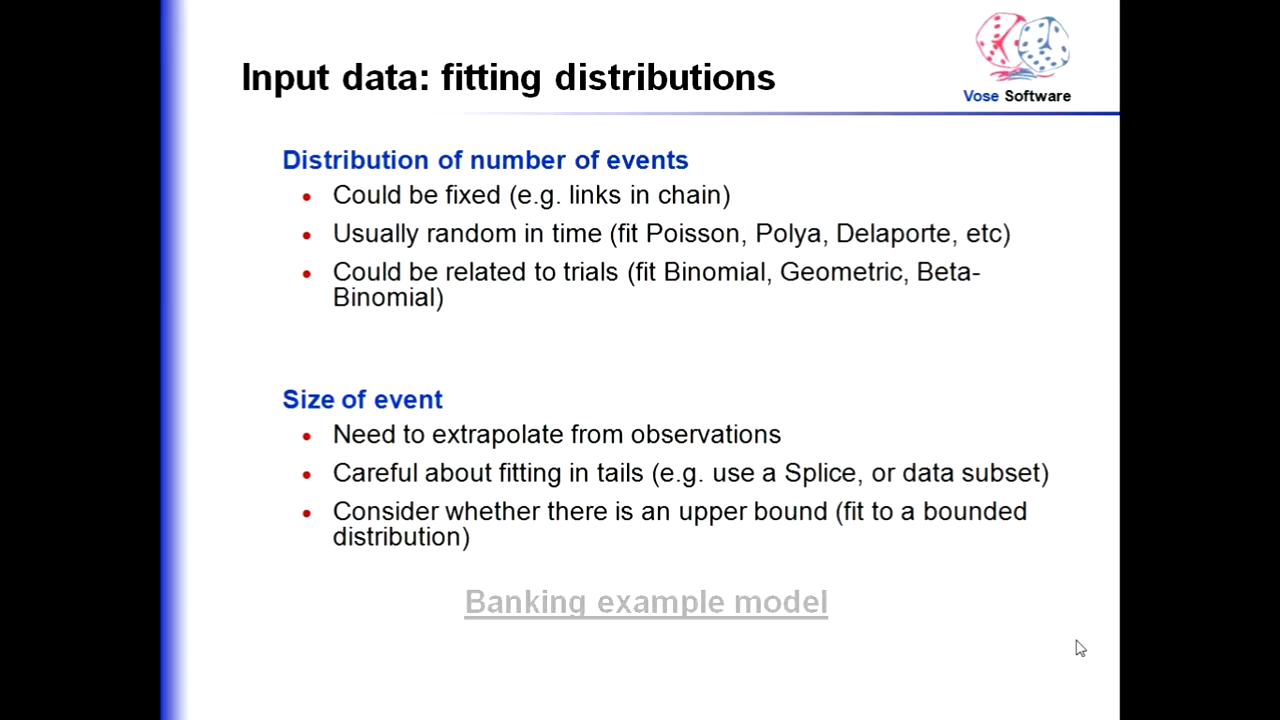 Input data: fitting distributions
Vose Software
Distribution of number of events
• Could be fixed (e.g. links in chain)
• Usually random in time (fit Poisson, Polya, Delaporte, etc)
• Could be related to trials (fit Binomial, Geometric, Beta-
Binomial)
Size of event
• Need to extrapolate from observations
• Careful about fitting in tails (e.g. use a Splice, or data subset)
• Consider whether there is an upper bound (fit to a bounded
distribution)
Banking example model